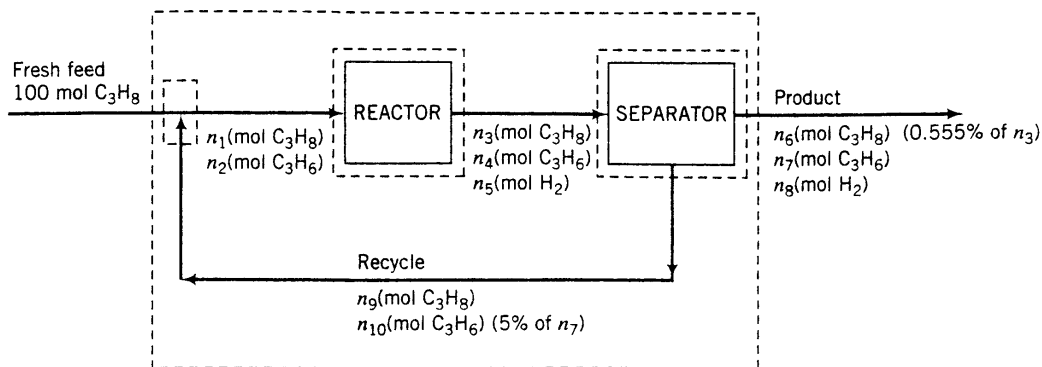 Fresh feed
100 mol C₃H₈
n₁(mol C₃H₈)
n₂(mol C₃H₆)
REACTOR
n₃(mol C₃H₈)
n₄(mol C₃H₆)
n₅(mol H₂)
SEPARATOR
Product
n₆(mol C₃H₈) (0.555% of n₃)
n₇(mol C₃H₆)
n₈(mol H₂)
Recycle
n₉(mol C₃H₈)
n₁₀(mol C₃H₆) (5% of n₇)